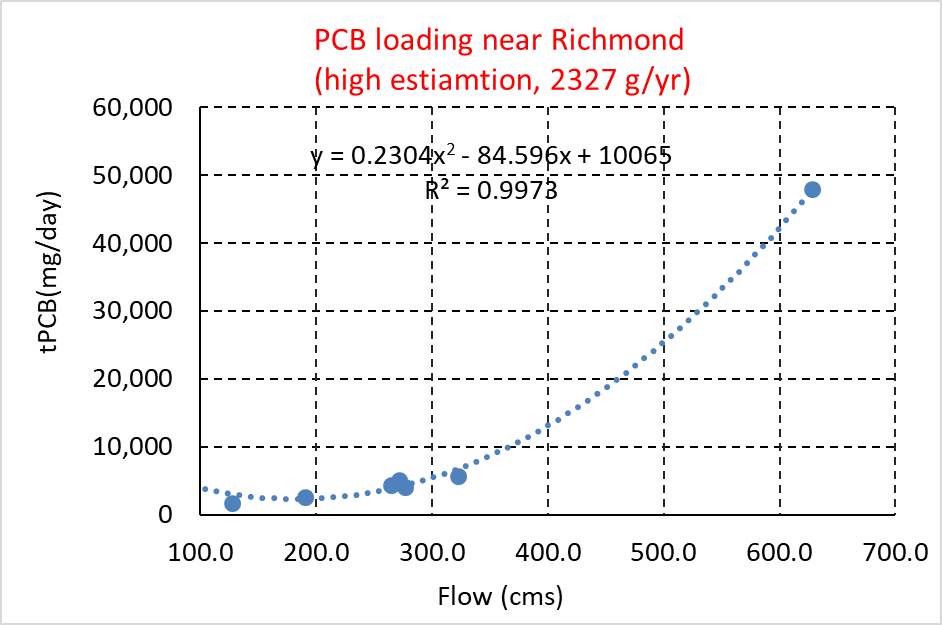 PCB loading near Richmond
(high estiamtion, 2327 g/yr)
60,000
50,000
40,000
30,000
20,000
10,000
0
tPCB(mg/day)
y = 0.2304x² - 84.596x + 10065
R² = 0.9973
100.0 200.0 300.0 400.0 500.0 600.0 700.0
Flow (cms)